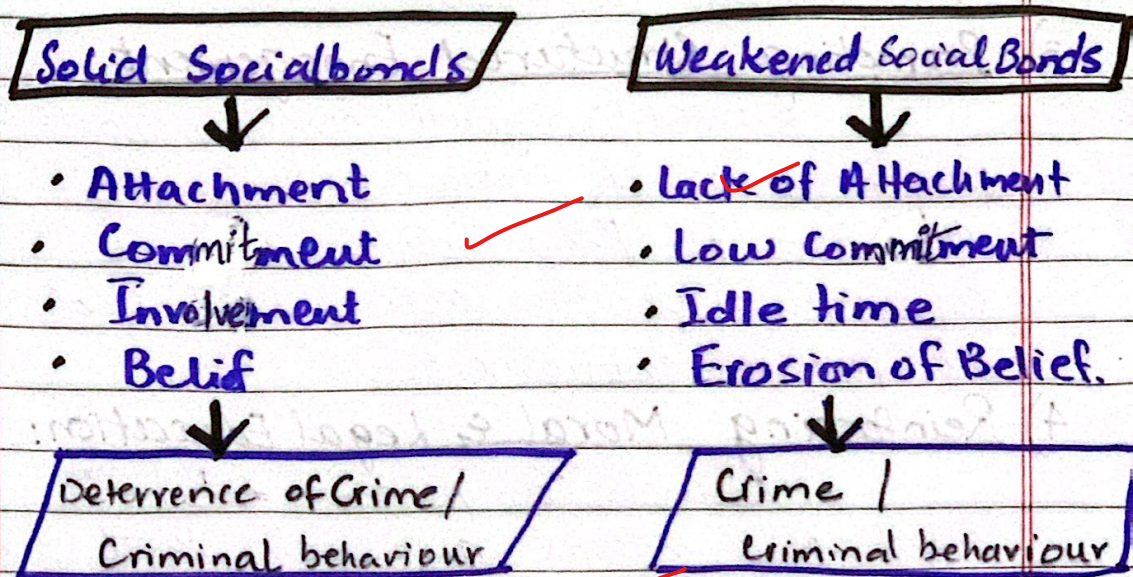 Solid Socialbonds
• Attachment
• Commitment
• Involvement
• Belief
Deterrence of Crime/
Criminal behaviour
Weakened Social Bonds
• Lack of Attachment
• Low Commitment
• Idle time
• Erosion of Belief.
Crime /
Criminal behaviour